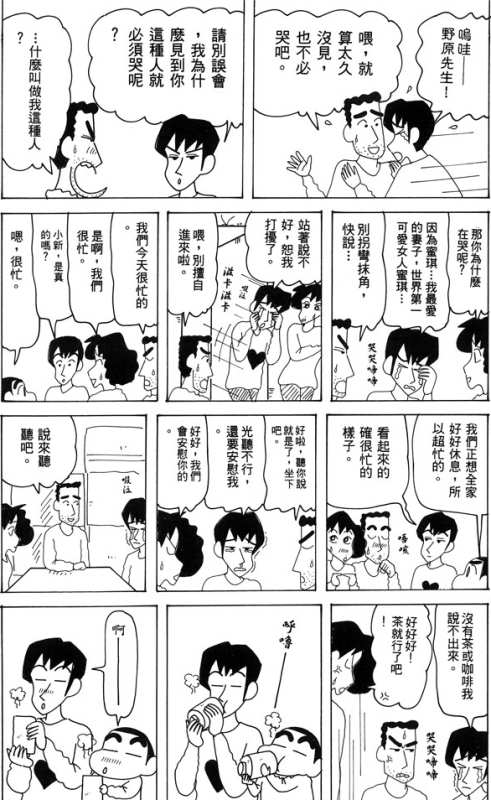 嗚哇——
野原先生！
喂，就
算太久
沒見，
也不必
哭吧。
請別誤會
，我為什
麼見到你
這種人就
必須哭呢
…什麼叫做我這種人
？
那你為什麼
在哭呢？
因為蜜琪…我最愛
的妻子，世界第一
可愛女人蜜琪…
別拐彎抹角，
快說…
哭哭啼啼
站著說不
好，恕我
打擾了。
喂，別擅自
進來啦。
吸泣
滋卡滋卡
我們今天很忙的
。
是啊，我們
很忙。
小新，是真
的嗎？
嗯，很忙。
我們正想全家
好好休息，所
以超忙的。
看起來的
確很忙的
樣子。
唔嗯
好啦，聽你說
就是了，坐下
吧。
光聽不行，
還要安慰我
。
好好，我們
會安慰你的
。
吸泣
說來聽
聽吧。
沒有茶或咖啡我
說不出來。
好好好！
茶就行了吧
！
哭哭啼啼
呼嚕——
啊——